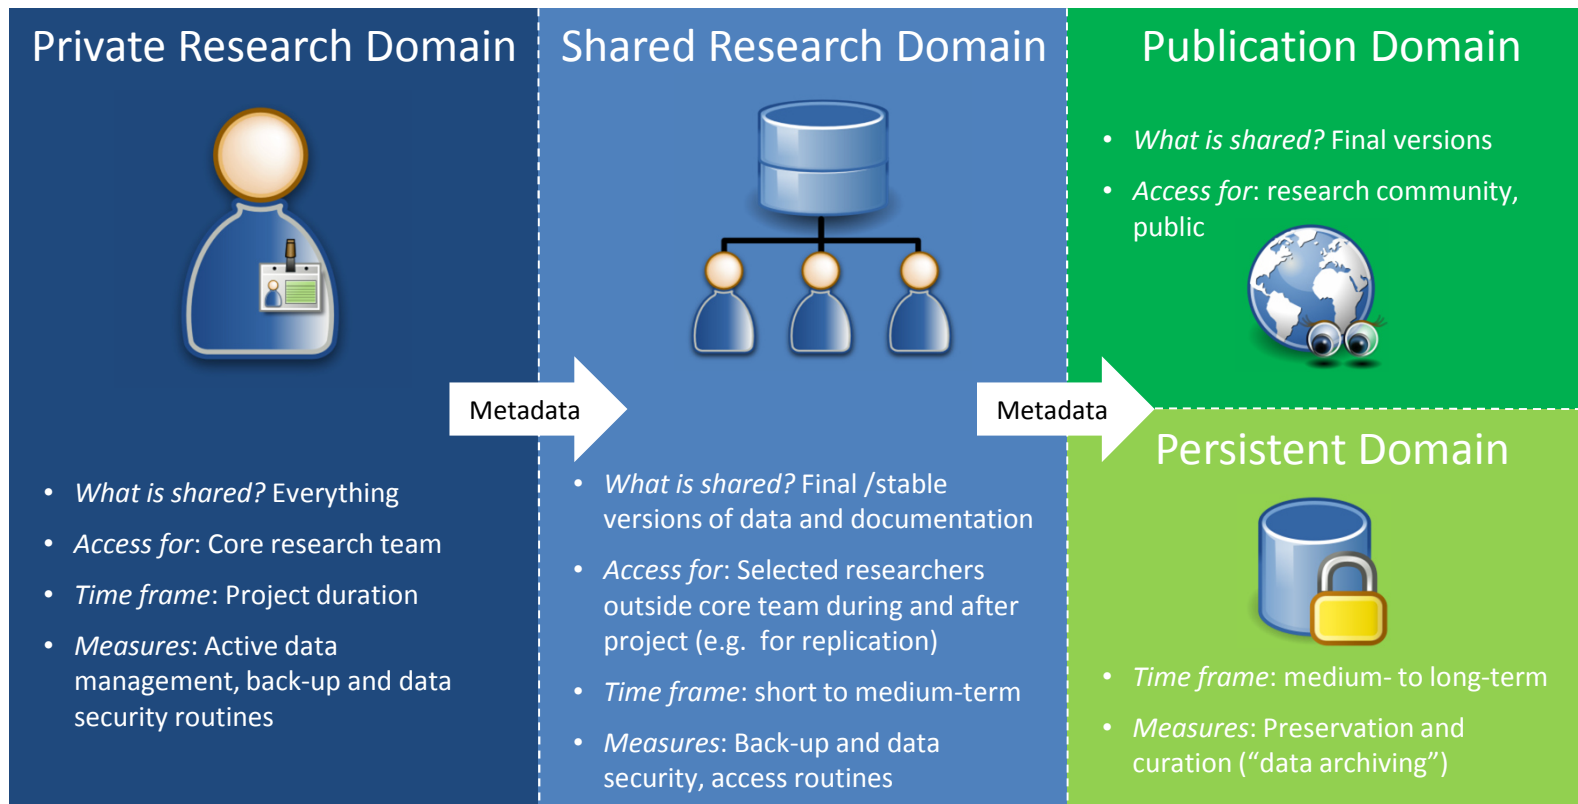 Private Research Domain
Metadata
• What is shared? Everything
• Access for: Core research team
• Time frame: Project duration
• Measures: Active data
management, back-up and data
security routines
Shared Research Domain
Metadata
• What is shared? Final /stable
versions of data and documentation
• Access for: Selected researchers
outside core team during and after
project (e.g. for replication)
• Time frame: short to medium-term
• Measures: Back-up and data
security, access routines
Publication Domain
• What is shared? Final versions
• Access for: research community,
public
Persistent Domain
• Time frame: medium- to long-term
• Measures: Preservation and
curation (“data archiving”)